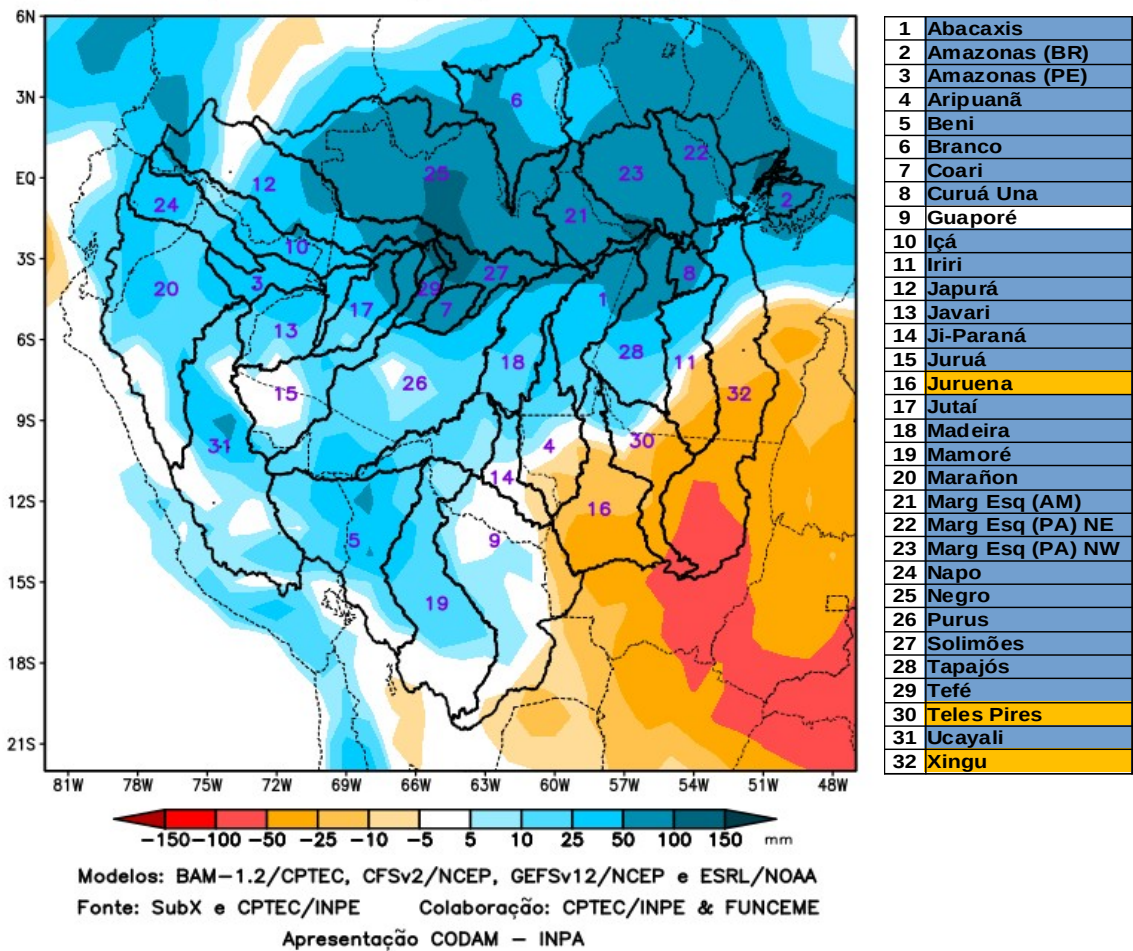 6N
3N
EQ
3S
6S
9S
12S
15S
18S
21S
81W 78W 75W 72W 69W 66W 63W 60W 57W 54W 51W 48W
6
25
12
24
23
22
2
21
10
3
20
27
29
7
17
13
8
1
28
11
18
26
15
32
31
4
30
14
16
5
9
19
1 Abacaxis
2 Amazonas (BR)
3 Amazonas (PE)
4 Aripuanã
5 Beni
6 Branco
7 Coari
8 Curuá Una
9 Guaporé
10 Içá
11 Iriri
12 Japurá
13 Javari
14 Ji-Paraná
15 Juruá
16 Juruena
17 Jutaí
18 Madeira
19 Mamoré
20 Marañon
21 Marg Esq (AM)
22 Marg Esq (PA) NE
23 Marg Esq (PA) NW
24 Napo
25 Negro
26 Purus
27 Solimões
28 Tapajós
29 Tefé
30 Teles Pires
31 Ucayali
32 Xingu
−150 −100 −50 −25 −10 −5 5 10 25 50 100 150 mm
Modelos: BAM−1.2/CPTEC, CFSv2/NCEP, GEFSv12/NCEP e ESRL/NOAA
Fonte: SubX e CPTEC/INPE Colaboração: CPTEC/INPE & FUNCEME
Apresentação CODAM − INPA